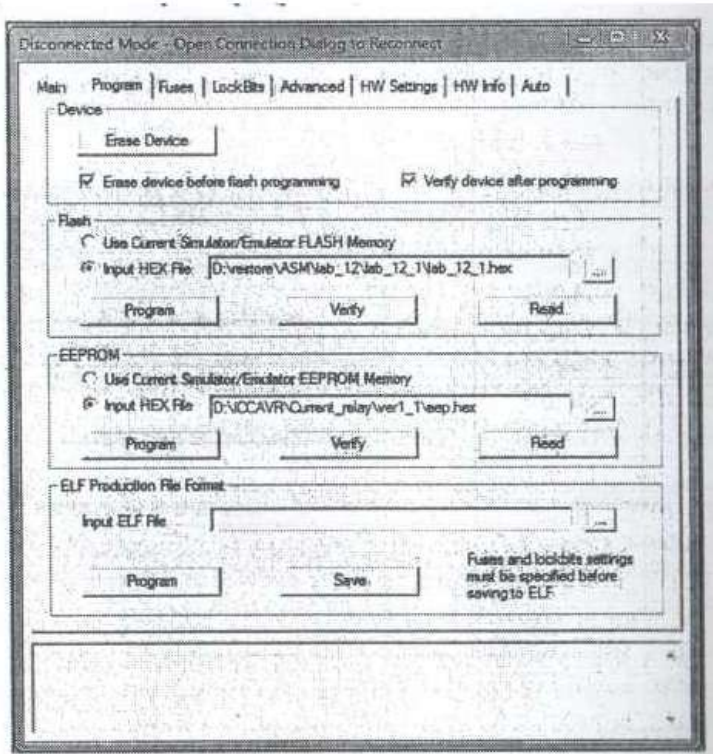 Disconnected Mode - Open Connection Dialog to Reconnect
Main Program Fuses LockBits Advanced HW Settings HW Info Auto
Device
Erase Device
Erase device before flash programming Verify device after programming
Flash
Use Current Simulator/Emulator FLASH Memory
Input HEX File D:\restore\ASM\lab_12\lab_12_1\lab_12_1.hex ...
Program Verify Read
EEPROM
Use Current Simulator/Emulator EEPROM Memory
Input HEX File D:\ICCAVR\Current_relay\ver1_1\eep.hex ...
Program Verify Read
ELF Production File Format
Input ELF File ...
Fuses and lockbits settings
must be specified before
saving to ELF
Program Save